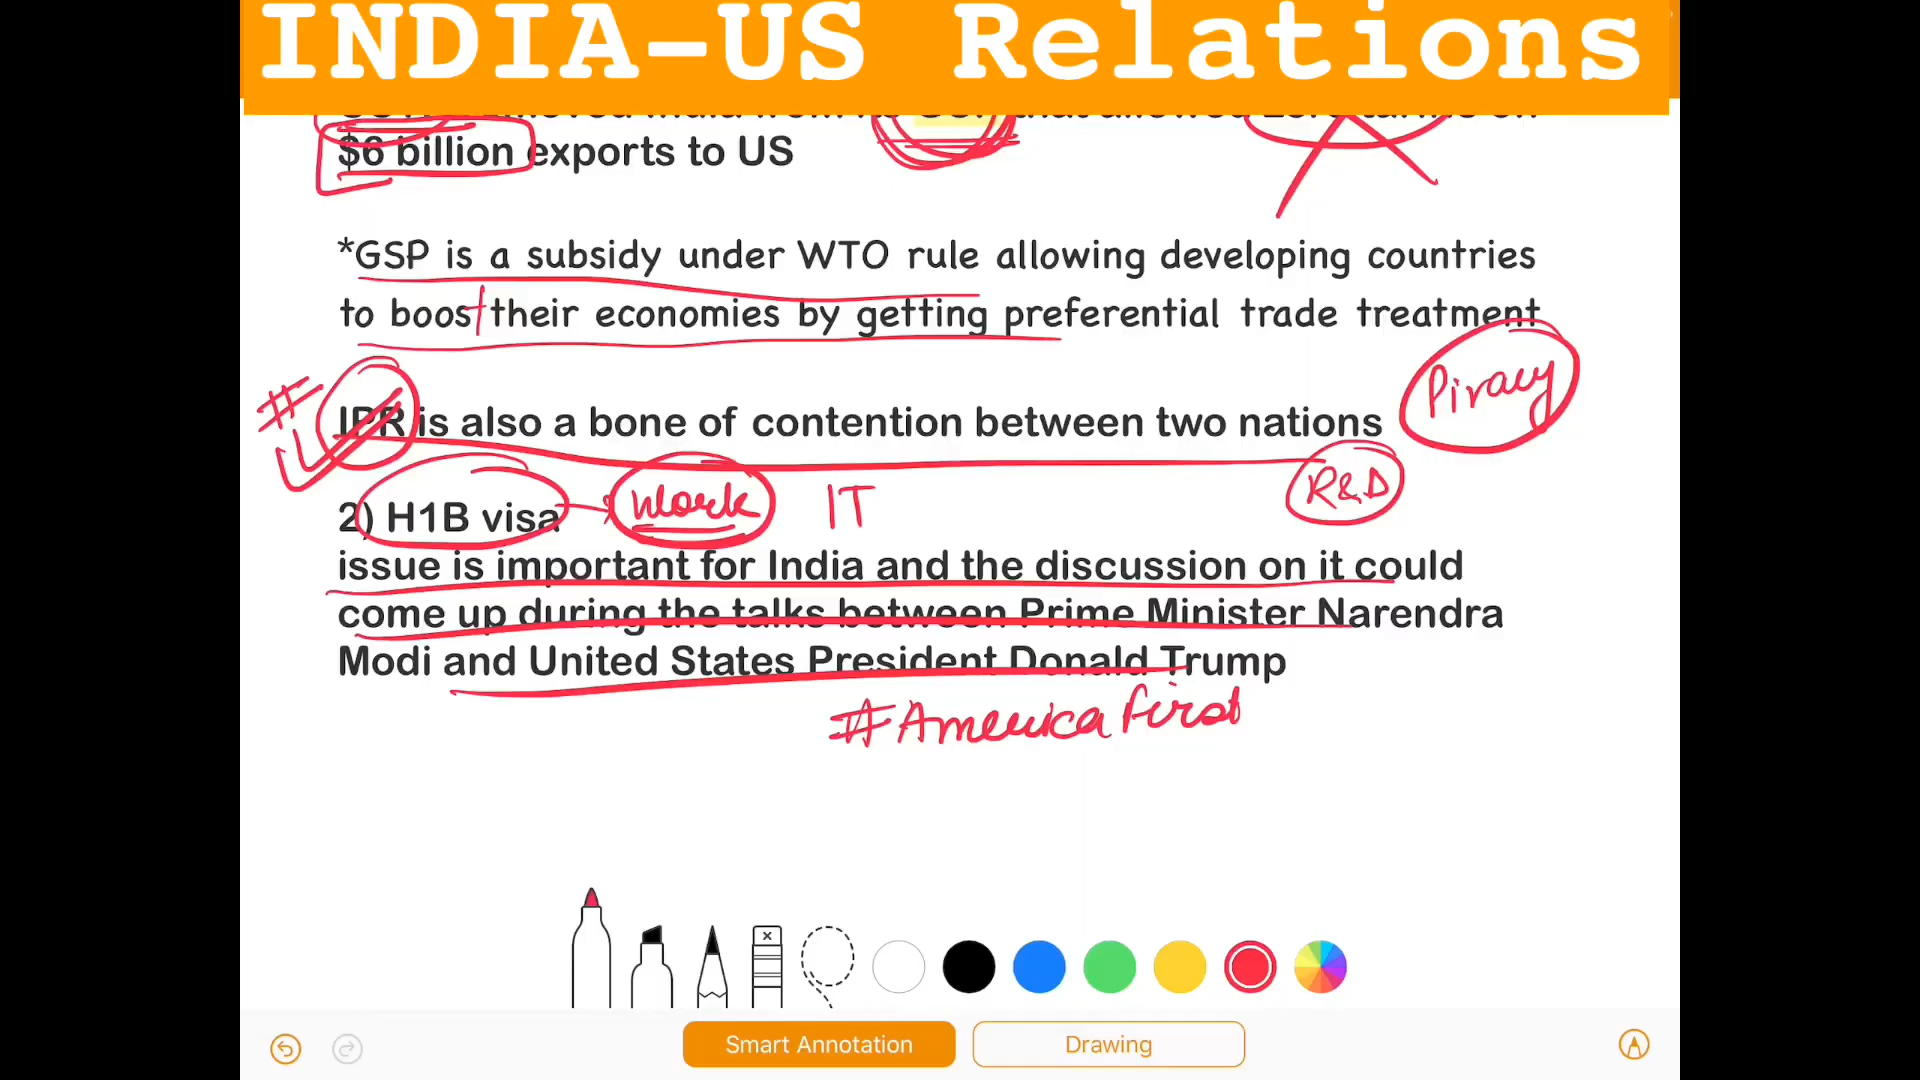 INDIA-US Relations
$6 billion exports to US
*GSP is a subsidy under WTO rule allowing developing countries
to boost their economies by getting preferential trade treatment
Piracy
# IPR is also a bone of contention between two nations
R&D
2) H1B visa work IT
issue is important for India and the discussion on it could
come up during the talks between Prime Minister Narendra
Modi and United States President Donald Trump
#America first
Smart Annotation Drawing